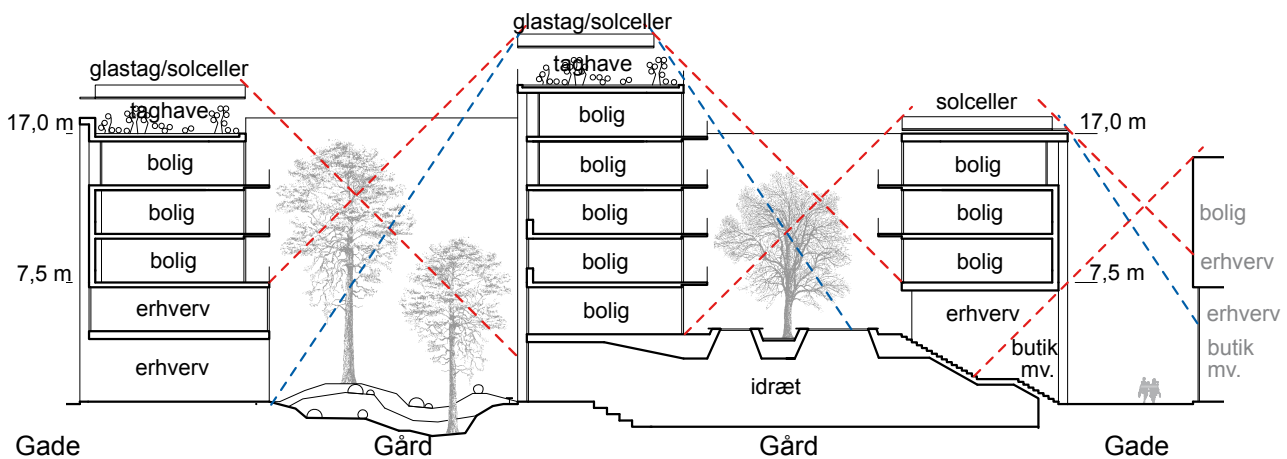 glastag/solceller
taghave
glastag/solceller
taghave
solceller
17,0 m
17,0 m
bolig
bolig
bolig
bolig
bolig
bolig
bolig
bolig
bolig
bolig
bolig
bolig
7,5 m
7,5 m
erhverv
erhverv
bolig
erhverv
erhverv
erhverv
butik
mv.
butik
mv.
idræt
Gade
Gård
Gård
Gade